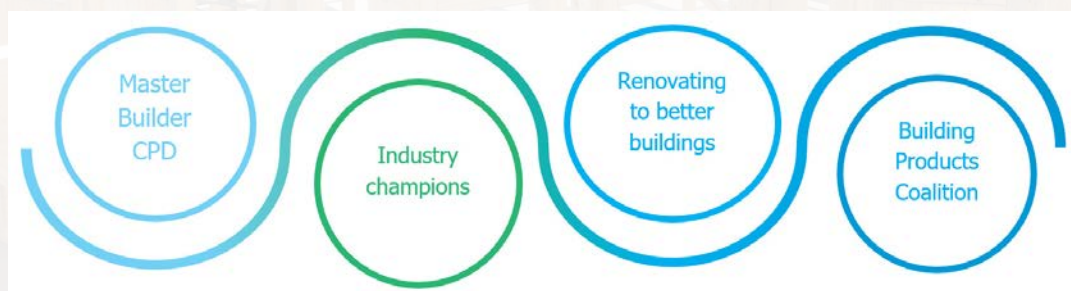 Master
Builder
CPD
Industry
champions
Renovating
to better
buildings
Building
Products
Coalition